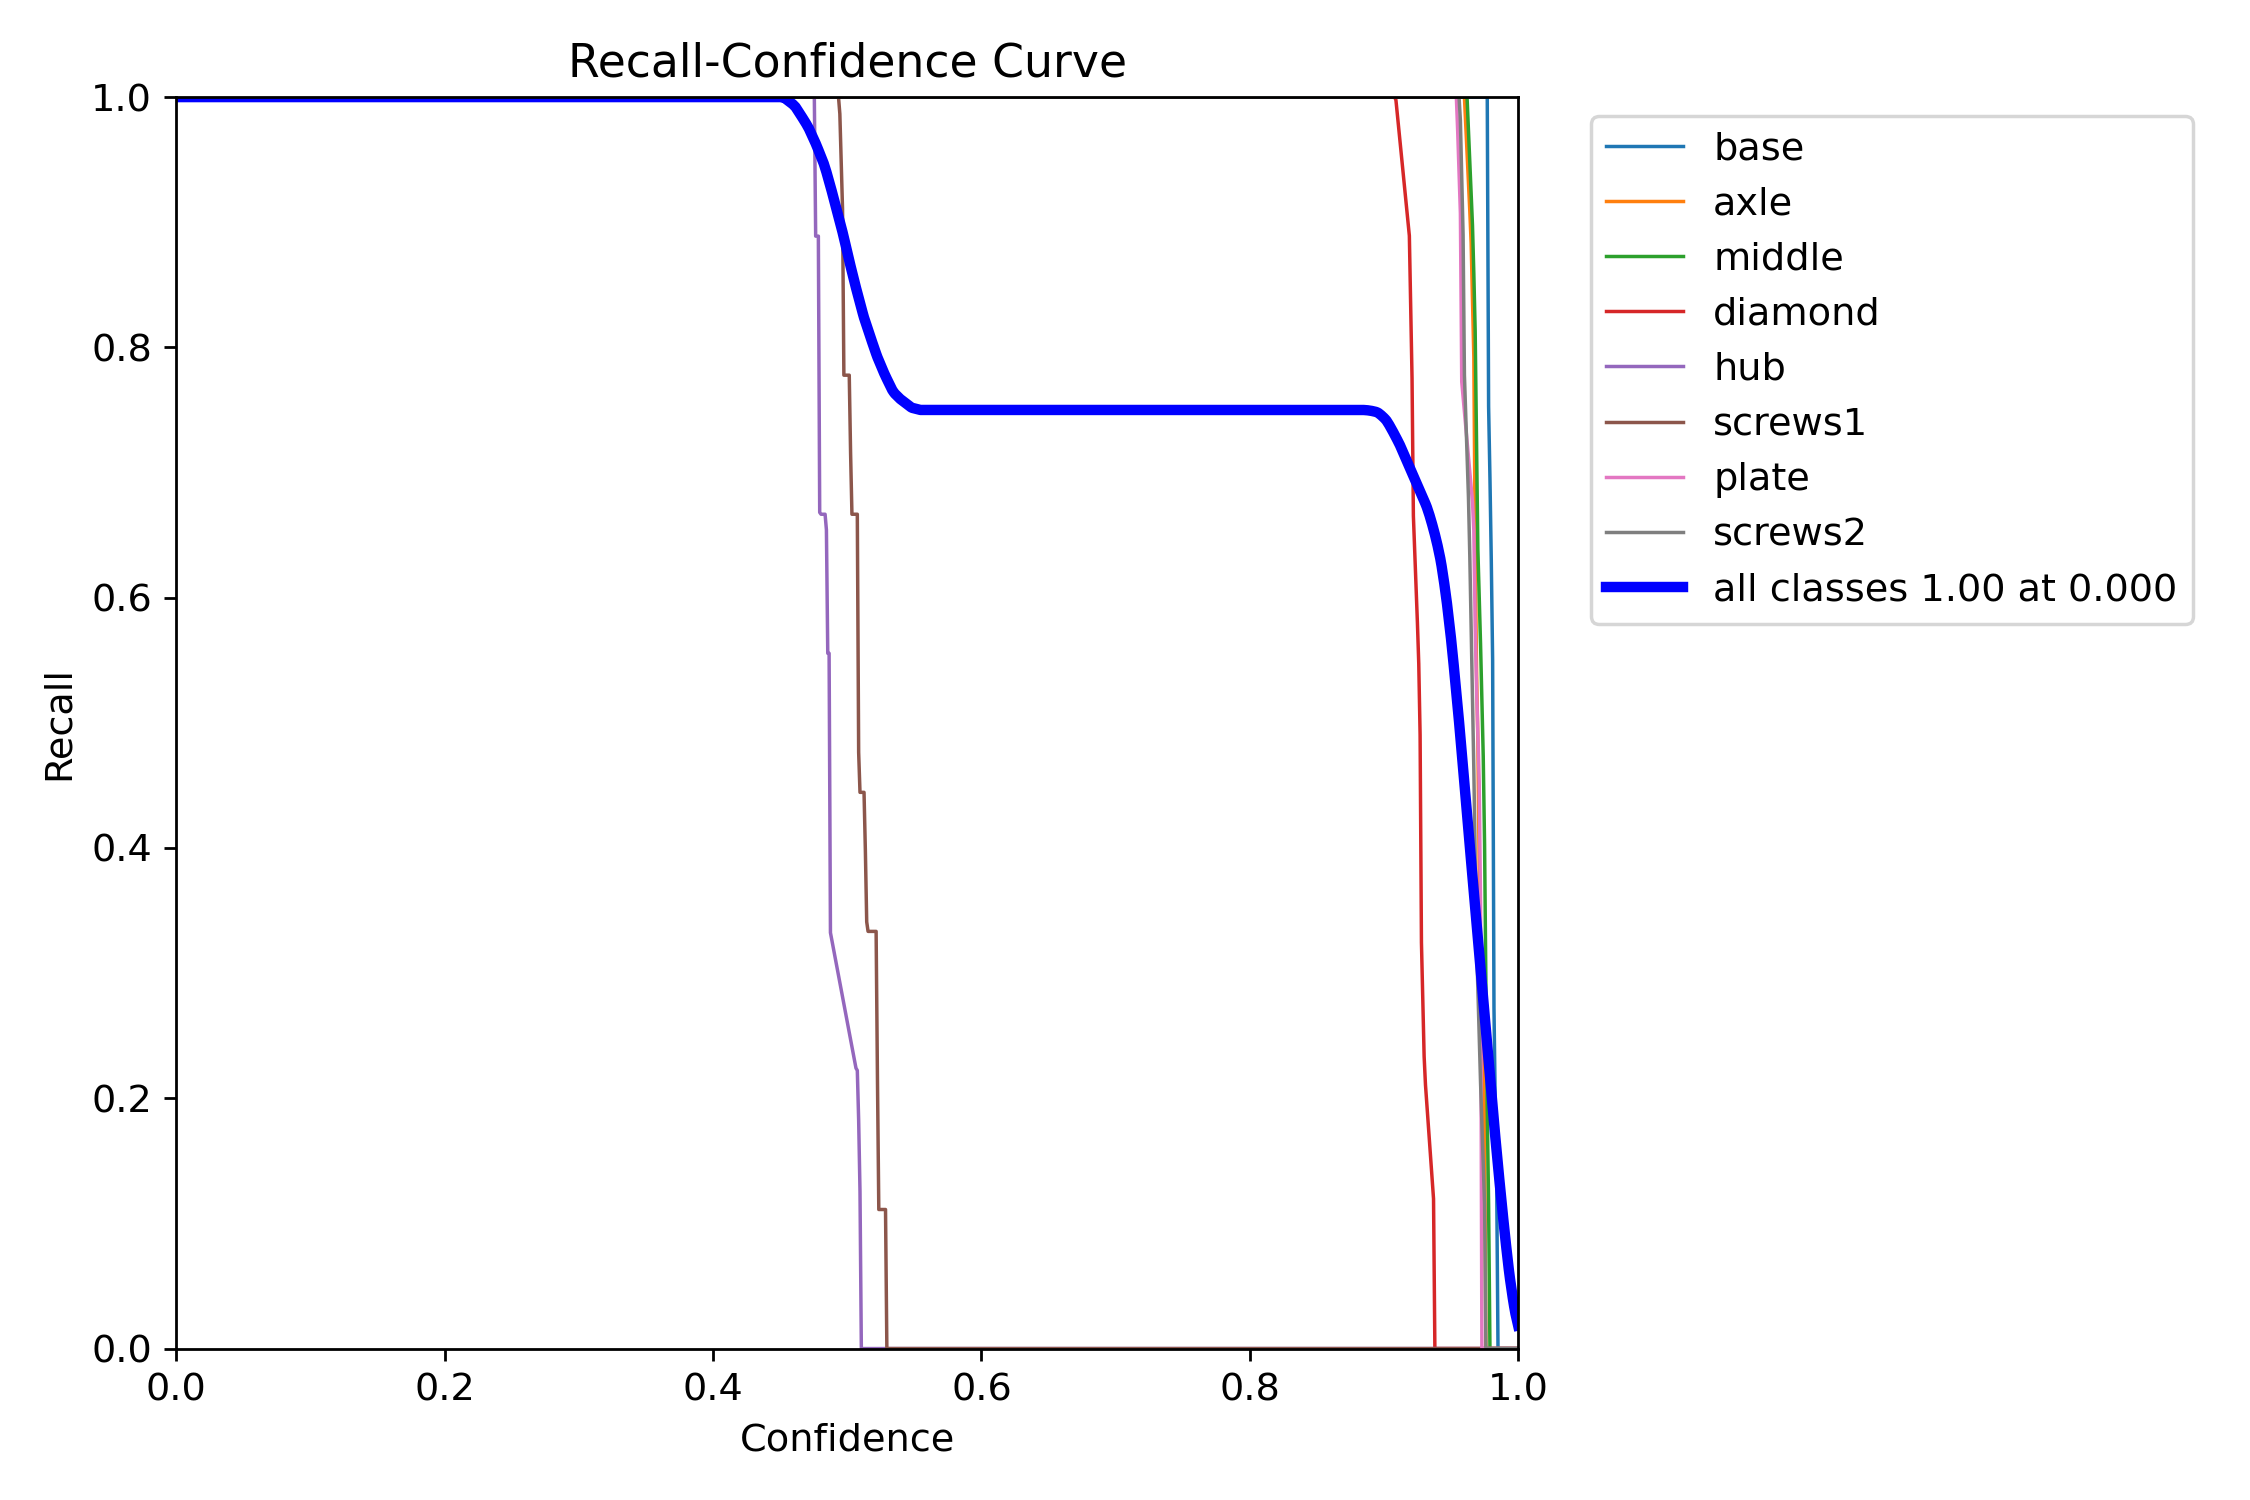 Recall-Confidence Curve
1.0
0.8
0.6
0.4
0.2
0.0
Recall
0.0 0.2 0.4 0.6 0.8 1.0
Confidence
base
axle
middle
diamond
hub
screws1
plate
screws2
all classes 1.00 at 0.000